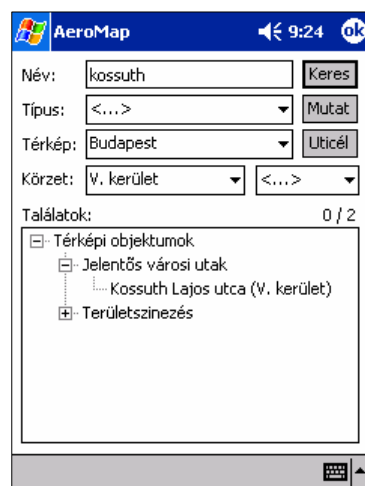 AeroMap 9:24 ok
Név: kossuth Keres
Típus: <...> Mutat
Térkép: Budapest Uticél
Körzet: V. kerület <...>
Találatok: 0 / 2
Térképi objektumok
Jelentős városi utak
Kossuth Lajos utca (V. kerület)
Területszinezés